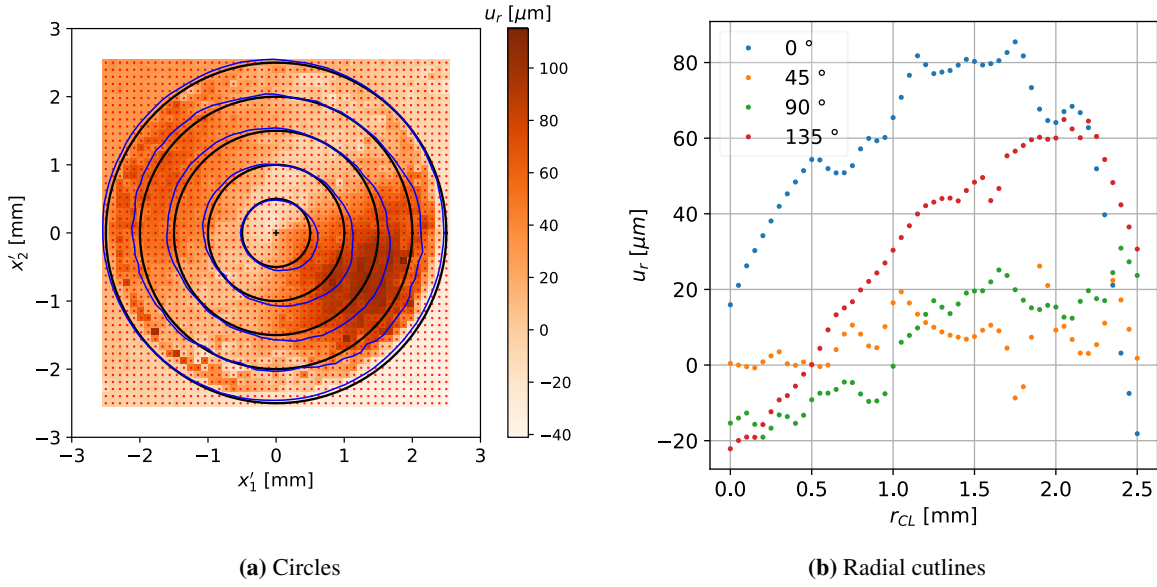 u_r [μm]
3
2
1
0
−1
−2
−3
−3 −2 −1 0 1 2 3
x′_1 [mm]
x′_2 [mm]
100
80
60
40
20
0
−20
−40
(a) Circles
0 °
45 °
90 °
135 °
80
60
40
20
0
−20
u_r [μm]
0.0 0.5 1.0 1.5 2.0 2.5
r_CL [mm]
(b) Radial cutlines